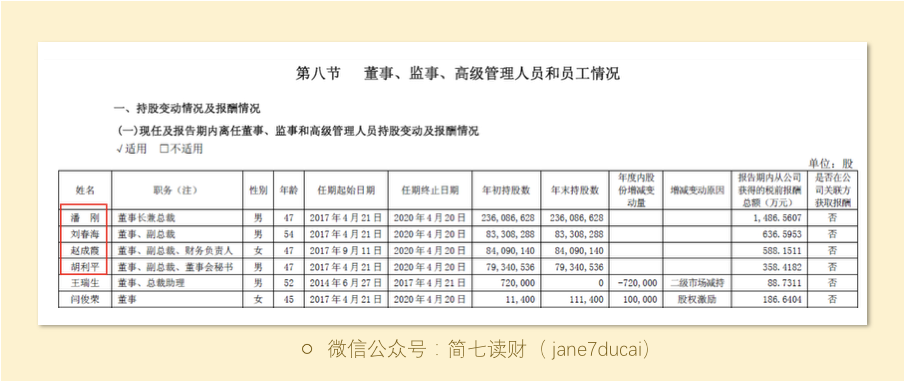 第八节 董事、监事、高级管理人员和员工情况
一、持股变动情况及报酬情况
(一)现任及报告期内离任董事、监事和高级管理人员持股变动及报酬情况
√适用 □不适用
单位：股
姓名 职务（注） 性别 年龄 任期起始日期 任期终止日期 年初持股数 年末持股数 年度内股份增减变动量 增减变动原因 报告期内从公司获得的税前报酬总额（万元） 是否在公司关联方获取报酬
潘 刚 董事长兼总裁 男 47 2017年4月21日 2020年4月20日 236,086,628 236,086,628 1,486.5607 否
刘春海 董事、副总裁 男 54 2017年4月21日 2020年4月20日 83,308,288 83,308,288 636.5953 否
赵成霞 董事、副总裁、财务负责人 女 47 2017年9月11日 2020年4月20日 84,090,140 84,090,140 588.1511 否
胡利平 董事、副总裁、董事会秘书 男 47 2017年4月21日 2020年4月20日 79,340,536 79,340,536 358.4182 否
王瑞生 董事、总裁助理 男 52 2014年6月27日 2017年4月21日 720,000 0 -720,000 二级市场减持 88.7311 否
闫俊荣 董事 女 45 2017年4月21日 2020年4月20日 11,400 111,400 100,000 股权激励 186.6404 否
微信公众号：简七读财（jane7ducai）